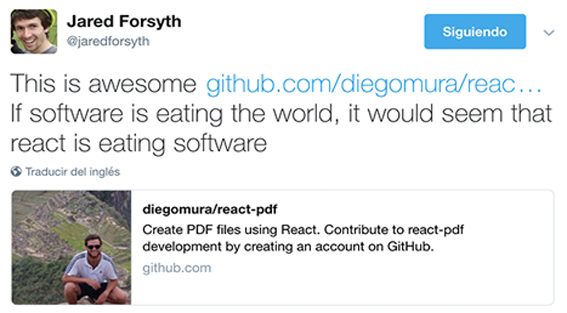 Jared Forsyth
@jaredforsyth
Siguiendo
This is awesome github.com/diegomura/reac…
If software is eating the world, it would seem that
react is eating software
Traducir del inglés
diegomura/react-pdf
Create PDF files using React. Contribute to react-pdf
development by creating an account on GitHub.
github.com